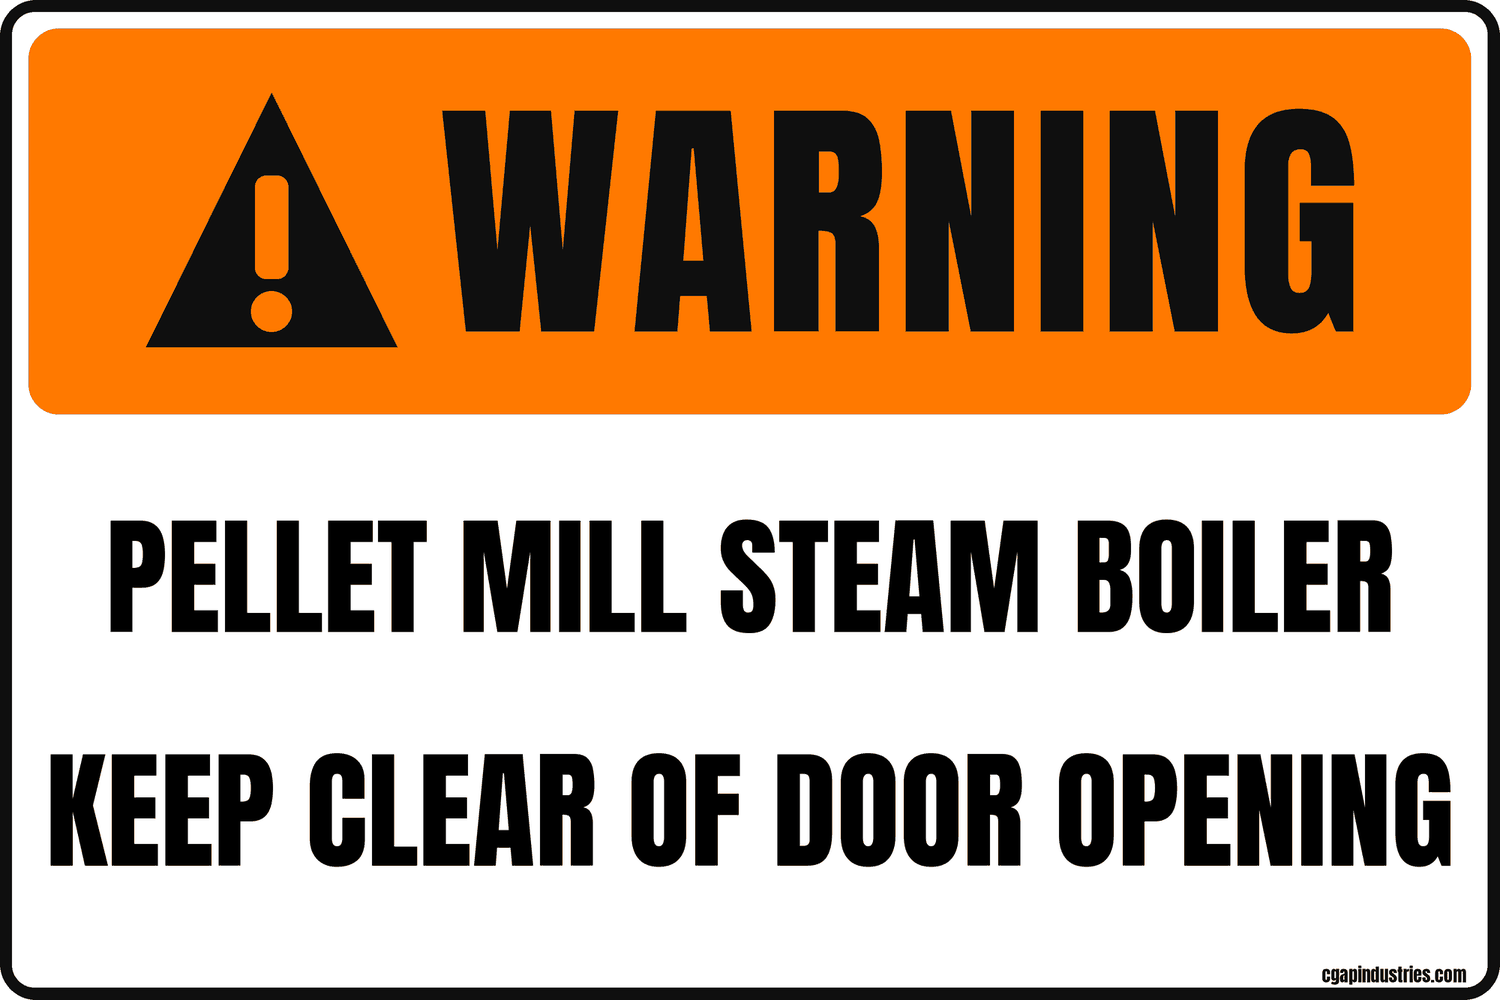 WARNING
PELLET MILL STEAM BOILER
KEEP CLEAR OF DOOR OPENING
cgapindustries.com